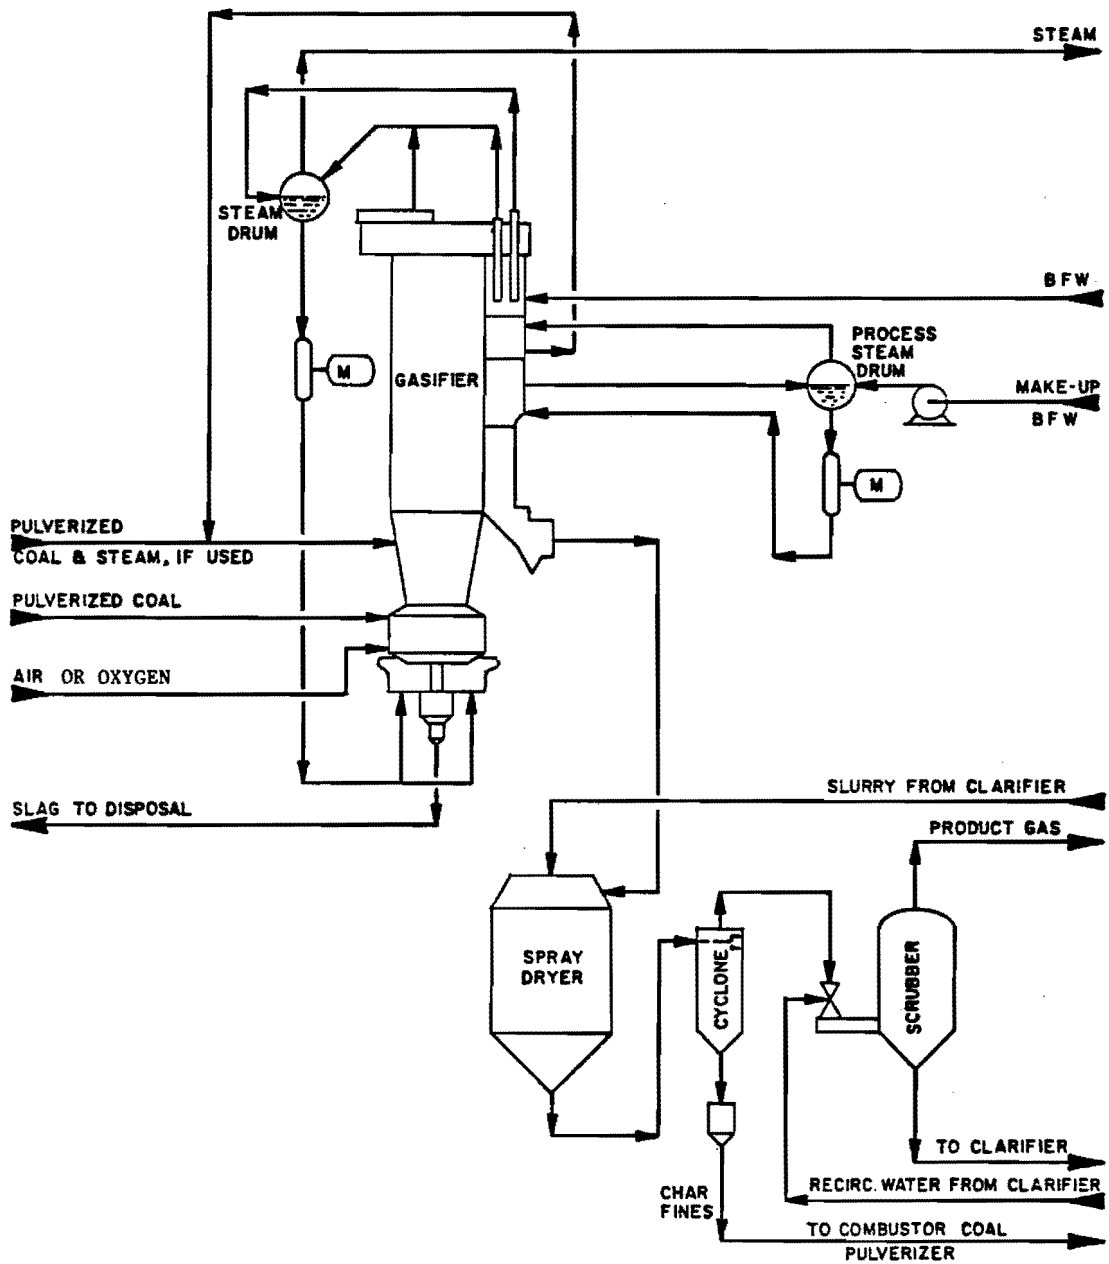 STEAM
STEAM
DRUM
BFW
PROCESS
STEAM
DRUM
M
GASIFIER
MAKE-UP
BFW
M
PULVERIZED
COAL & STEAM, IF USED
PULVERIZED COAL
AIR OR OXYGEN
SLAG TO DISPOSAL
SLURRY FROM CLARIFIER
PRODUCT GAS
SPRAY
DRYER
CYCLONE
SCRUBBER
TO CLARIFIER
RECIRC. WATER FROM CLARIFIER
CHAR
FINES
TO COMBUSTOR COAL
PULVERIZER